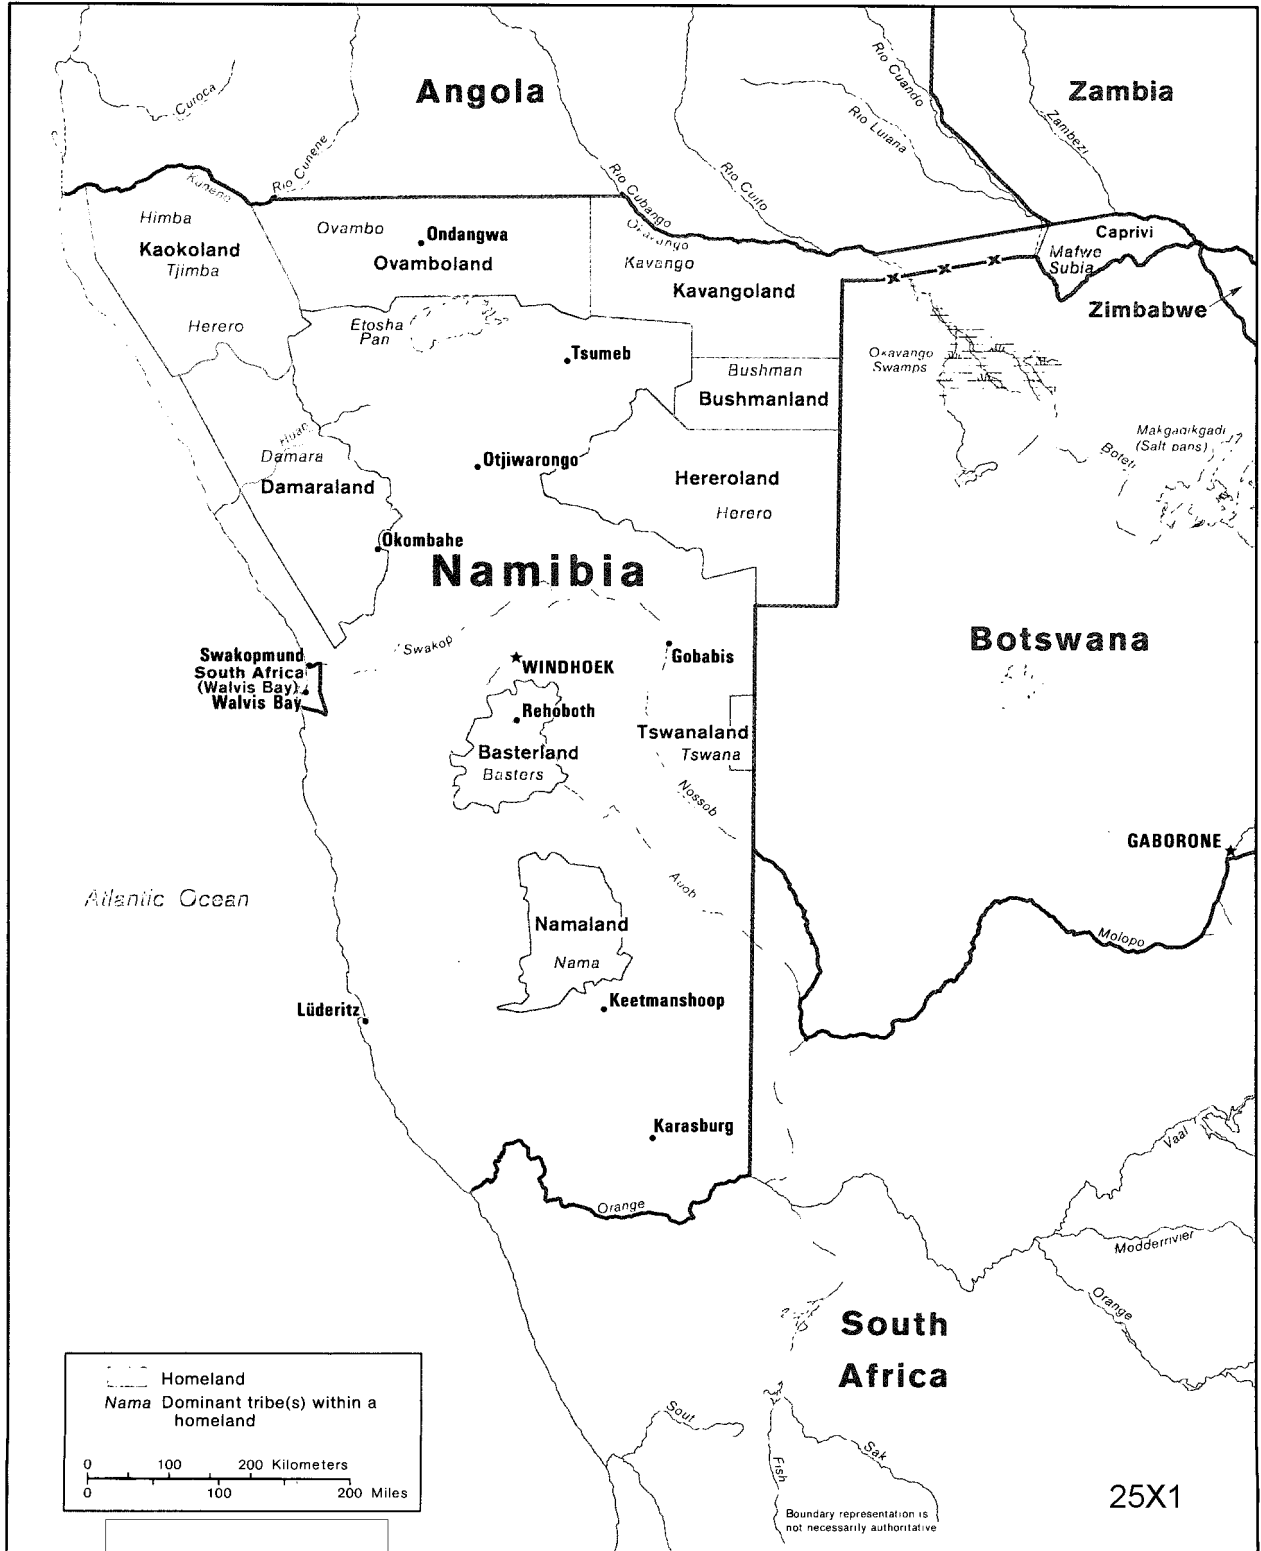 Angola
Zambia
Curoca
Rio Cunene
Rio Cuando
Rio Luiana
Zambezi
Rio Cuito
Rio Cubango
Kunene
Okavango
Himba
Kaokoland
Tjimba
Herero
Ovambo
Ondangwa
Ovamboland
Kavango
Kavangoland
Caprivi
Mafwe
Subia
Zimbabwe
Etosha
Pan
Tsumeb
Bushman
Bushmanland
Okavango
Swamps
Makgadikgadi
(Salt pans)
Boteti
Huab
Damara
Damaraland
Otjiwarongo
Hereroland
Herero
Okombahe
Namibia
Botswana
Swakop
Swakopmund
South Africa
(Walvis Bay)
Walvis Bay
WINDHOEK
Gobabis
Rehoboth
Basterland
Basters
Tswanaland
Tswana
Nossob
GABORONE
Atlantic Ocean
Auob
Namaland
Nama
Molopo
Keetmanshoop
Lüderitz
Karasburg
Orange
Vaal
Modderrivier
Orange
South
Africa
Sout
Sak
Fish
Homeland
Nama Dominant tribe(s) within a
homeland
0 100 200 Kilometers
0 100 200 Miles
25X1
Boundary representation is
not necessarily authoritative